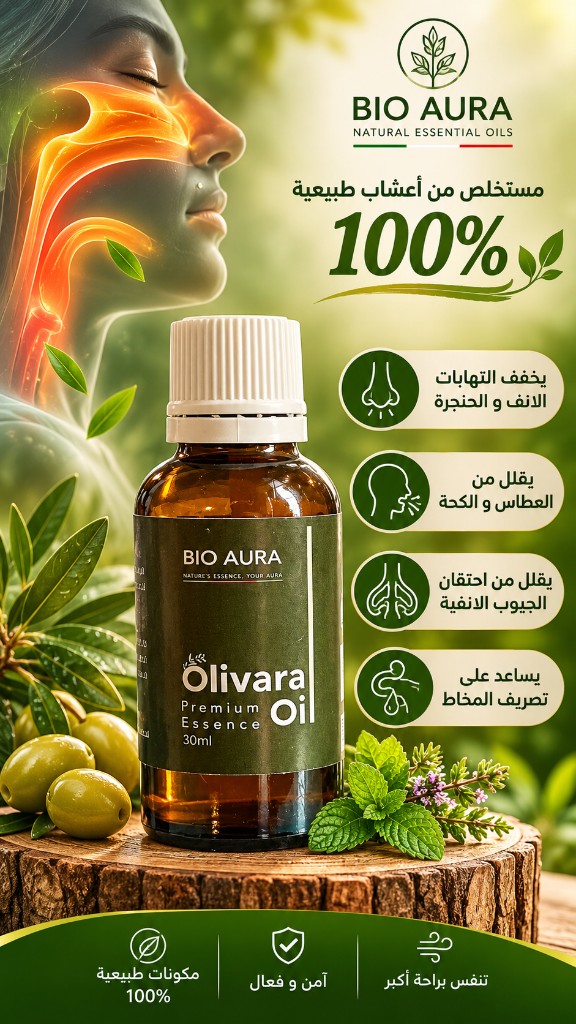 BIO AURA
NATURAL ESSENTIAL OILS
مستخلص من أعشاب طبيعية
100%
يخفف التهابات
الانف و الحنجرة
يقلل من
العطاس و الكحة
يقلل من احتقان
الجيوب الانفية
يساعد على
تصريف المخاط
BIO AURA
NATURE'S ESSENCE, YOUR AURA
Olivara
Premium
Essence Oil
30ml
تنفس براحة أكبر
آمن و فعال
مكونات طبيعية
100%